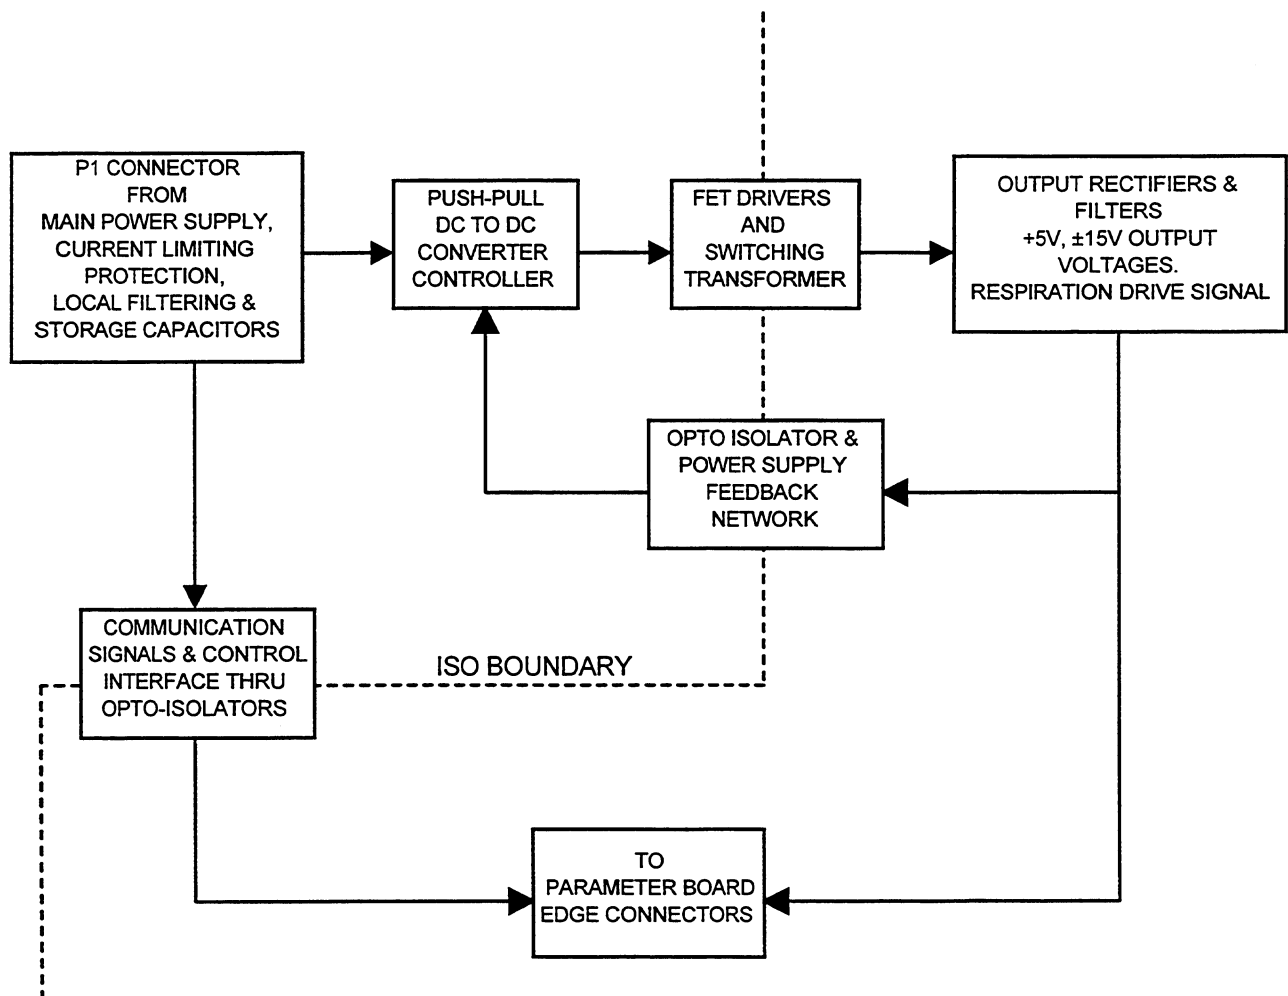 P1 CONNECTOR
FROM
MAIN POWER SUPPLY,
CURRENT LIMITING
PROTECTION,
LOCAL FILTERING &
STORAGE CAPACITORS
PUSH-PULL
DC TO DC
CONVERTER
CONTROLLER
FET DRIVERS
AND
SWITCHING
TRANSFORMER
OUTPUT RECTIFIERS &
FILTERS
+5V, ±15V OUTPUT
VOLTAGES.
RESPIRATION DRIVE SIGNAL
OPTO ISOLATOR &
POWER SUPPLY
FEEDBACK
NETWORK
COMMUNICATION
SIGNALS & CONTROL
INTERFACE THRU
OPTO-ISOLATORS
ISO BOUNDARY
TO
PARAMETER BOARD
EDGE CONNECTORS